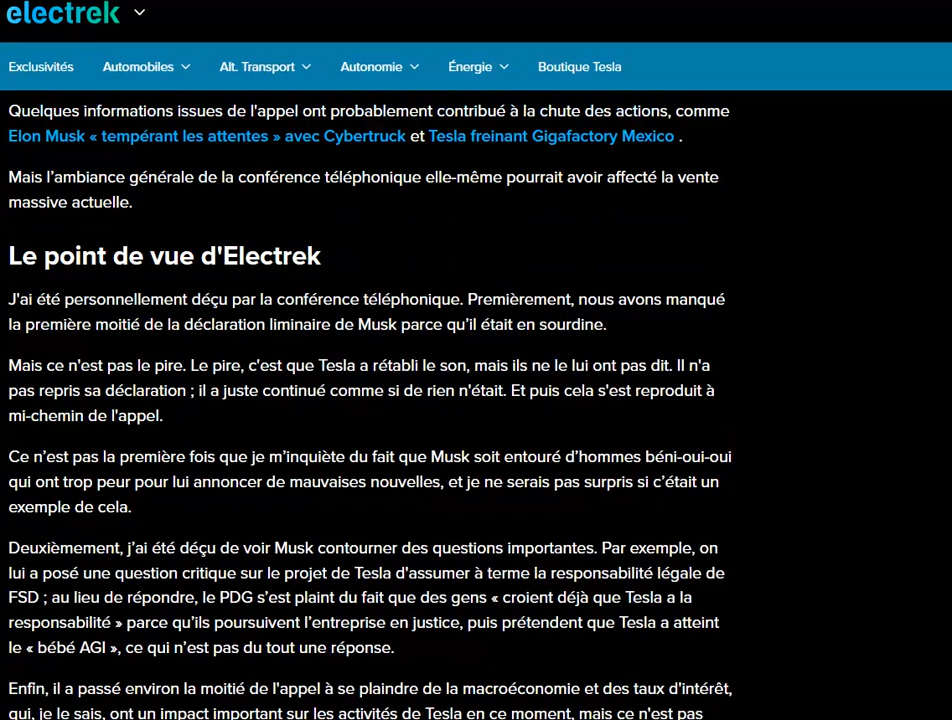 electrek
Exclusivités Automobiles Alt. Transport Autonomie Énergie Boutique Tesla
Quelques informations issues de l'appel ont probablement contribué à la chute des actions, comme
Elon Musk « tempérant les attentes » avec Cybertruck et Tesla freinant Gigafactory Mexico .
Mais l’ambiance générale de la conférence téléphonique elle-même pourrait avoir affecté la vente
massive actuelle.
Le point de vue d'Electrek
J'ai été personnellement déçu par la conférence téléphonique. Premièrement, nous avons manqué
la première moitié de la déclaration liminaire de Musk parce qu’il était en sourdine.
Mais ce n'est pas le pire. Le pire, c'est que Tesla a rétabli le son, mais ils ne le lui ont pas dit. Il n'a
pas repris sa déclaration ; il a juste continué comme si de rien n'était. Et puis cela s'est reproduit à
mi-chemin de l'appel.
Ce n’est pas la première fois que je m’inquiète du fait que Musk soit entouré d’hommes béni-oui-oui
qui ont trop peur pour lui annoncer de mauvaises nouvelles, et je ne serais pas surpris si c’était un
exemple de cela.
Deuxièmement, j’ai été déçu de voir Musk contourner des questions importantes. Par exemple, on
lui a posé une question critique sur le projet de Tesla d'assumer à terme la responsabilité légale de
FSD ; au lieu de répondre, le PDG s’est plaint du fait que des gens « croient déjà que Tesla a la
responsabilité » parce qu’ils poursuivent l’entreprise en justice, puis prétendent que Tesla a atteint
le « bébé AGI », ce qui n’est pas du tout une réponse.
Enfin, il a passé environ la moitié de l'appel à se plaindre de la macroéconomie et des taux d'intérêt,
qui, je le sais, ont un impact important sur les activités de Tesla en ce moment, mais ce n'est pas